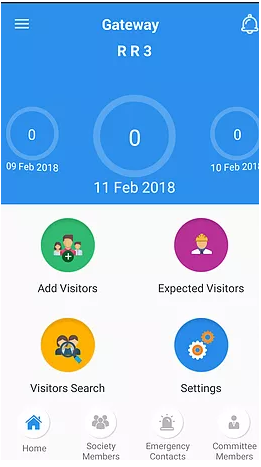 Gateway
R R 3
0
0
0
09 Feb 2018
10 Feb 2018
11 Feb 2018
Add Visitors
Expected Visitors
Visitors Search
Settings
Home
Society
Members
Emergency
Contacts
Committee
Members